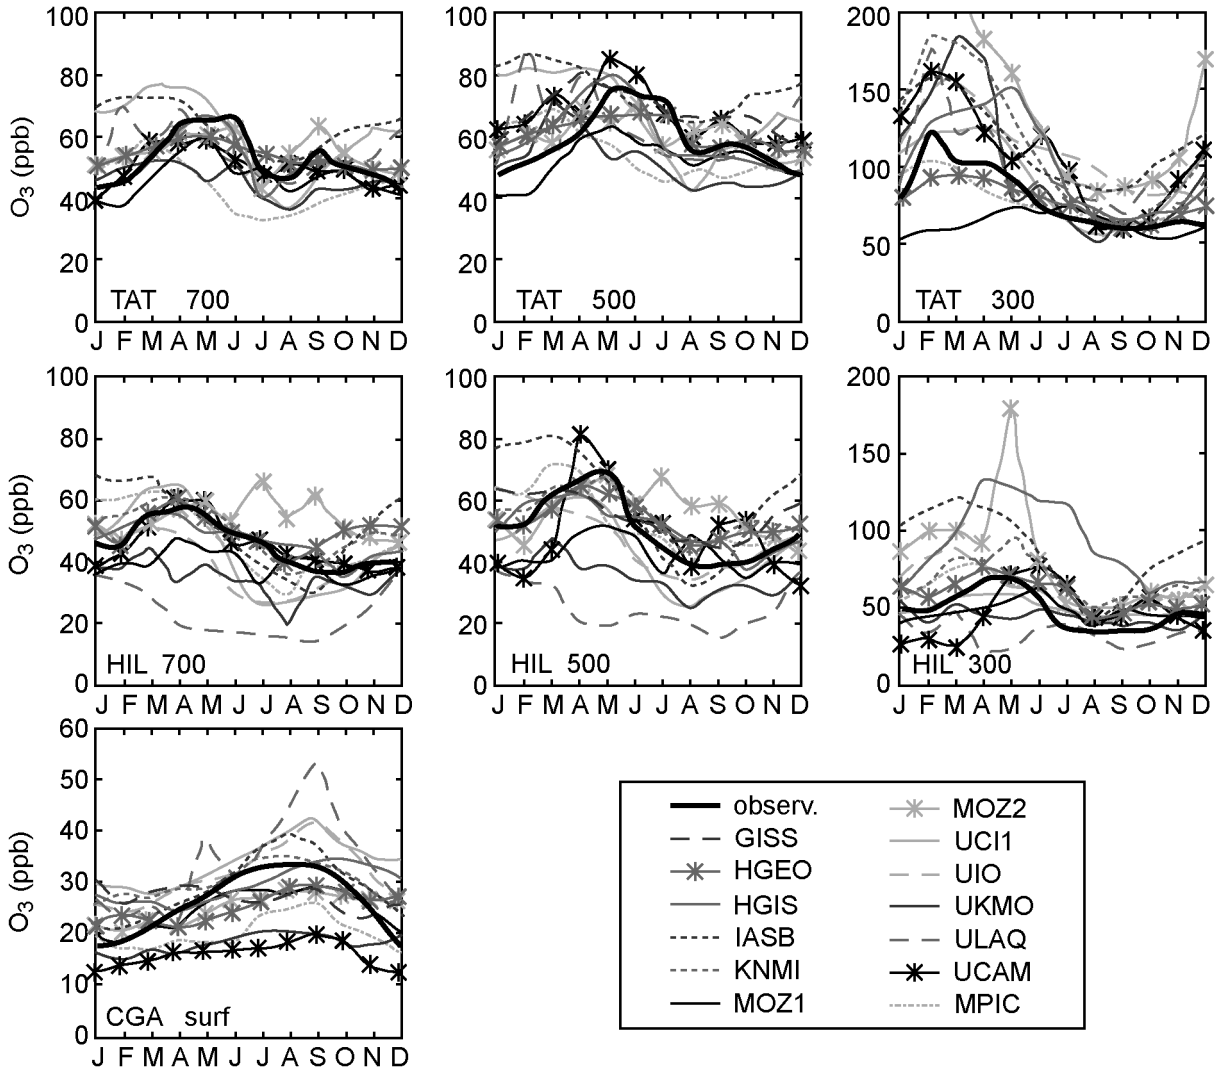 100
80
60
40
20
0
O3 (ppb)
TAT 700
J F M A M J J A S O N D
100
80
60
40
20
0
TAT 500
J F M A M J J A S O N D
200
150
100
50
0
TAT 300
J F M A M J J A S O N D
100
80
60
40
20
0
O3 (ppb)
HIL 700
J F M A M J J A S O N D
100
80
60
40
20
0
HIL 500
J F M A M J J A S O N D
200
150
100
50
0
HIL 300
J F M A M J J A S O N D
60
50
40
30
20
10
0
O3 (ppb)
CGA surf
J F M A M J J A S O N D
observ.
GISS
HGEO
HGIS
IASB
KNMI
MOZ1
MOZ2
UCI1
UIO
UKMO
ULAQ
UCAM
MPIC